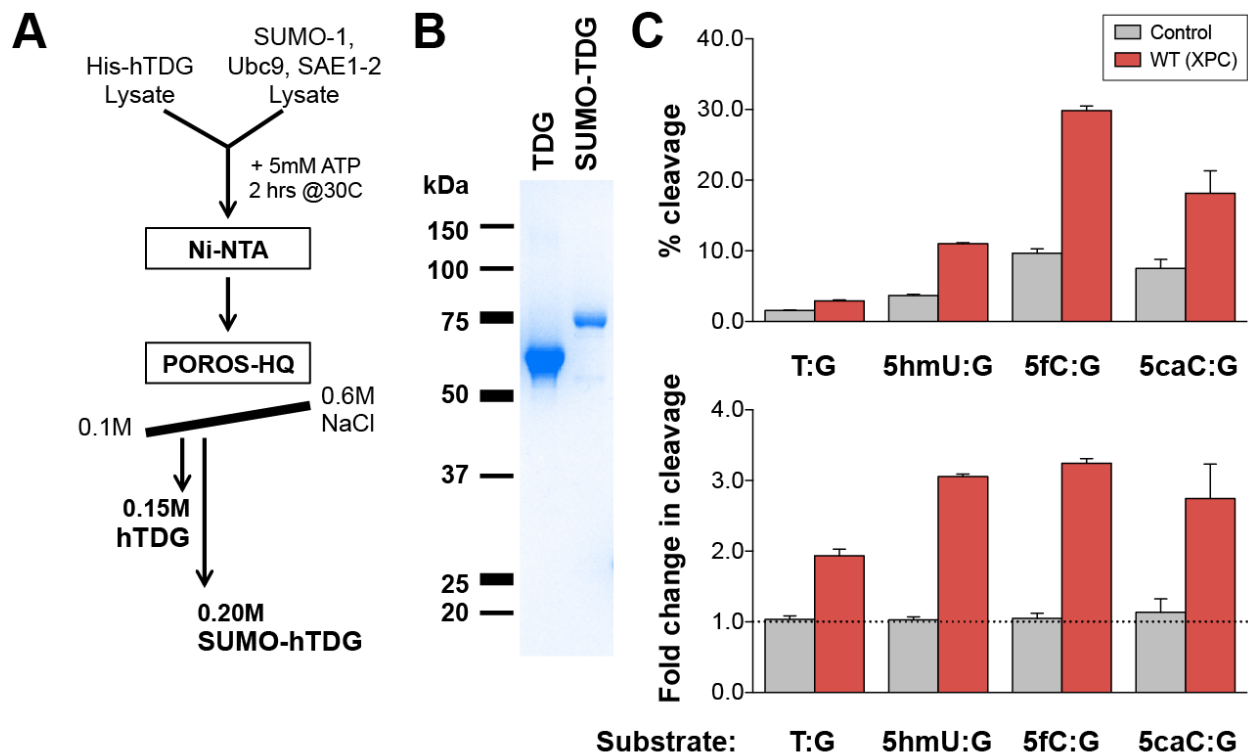 A
His-hTDG
Lysate
SUMO-1,
Ubc9, SAE1-2
Lysate
+ 5mM ATP
2 hrs @30C
Ni-NTA
POROS-HQ
0.1M
0.6M
NaCl
0.15M
hTDG
0.20M
SUMO-hTDG
B
TDG
SUMO-TDG
kDa
150
100
75
50
37
25
20
C
Control
WT (XPC)
% cleavage
40.0
30.0
20.0
10.0
0.0
T:G 5hmU:G 5fC:G 5caC:G
Fold change in cleavage
4.0
3.0
2.0
1.0
0.0
Substrate: T:G 5hmU:G 5fC:G 5caC:G